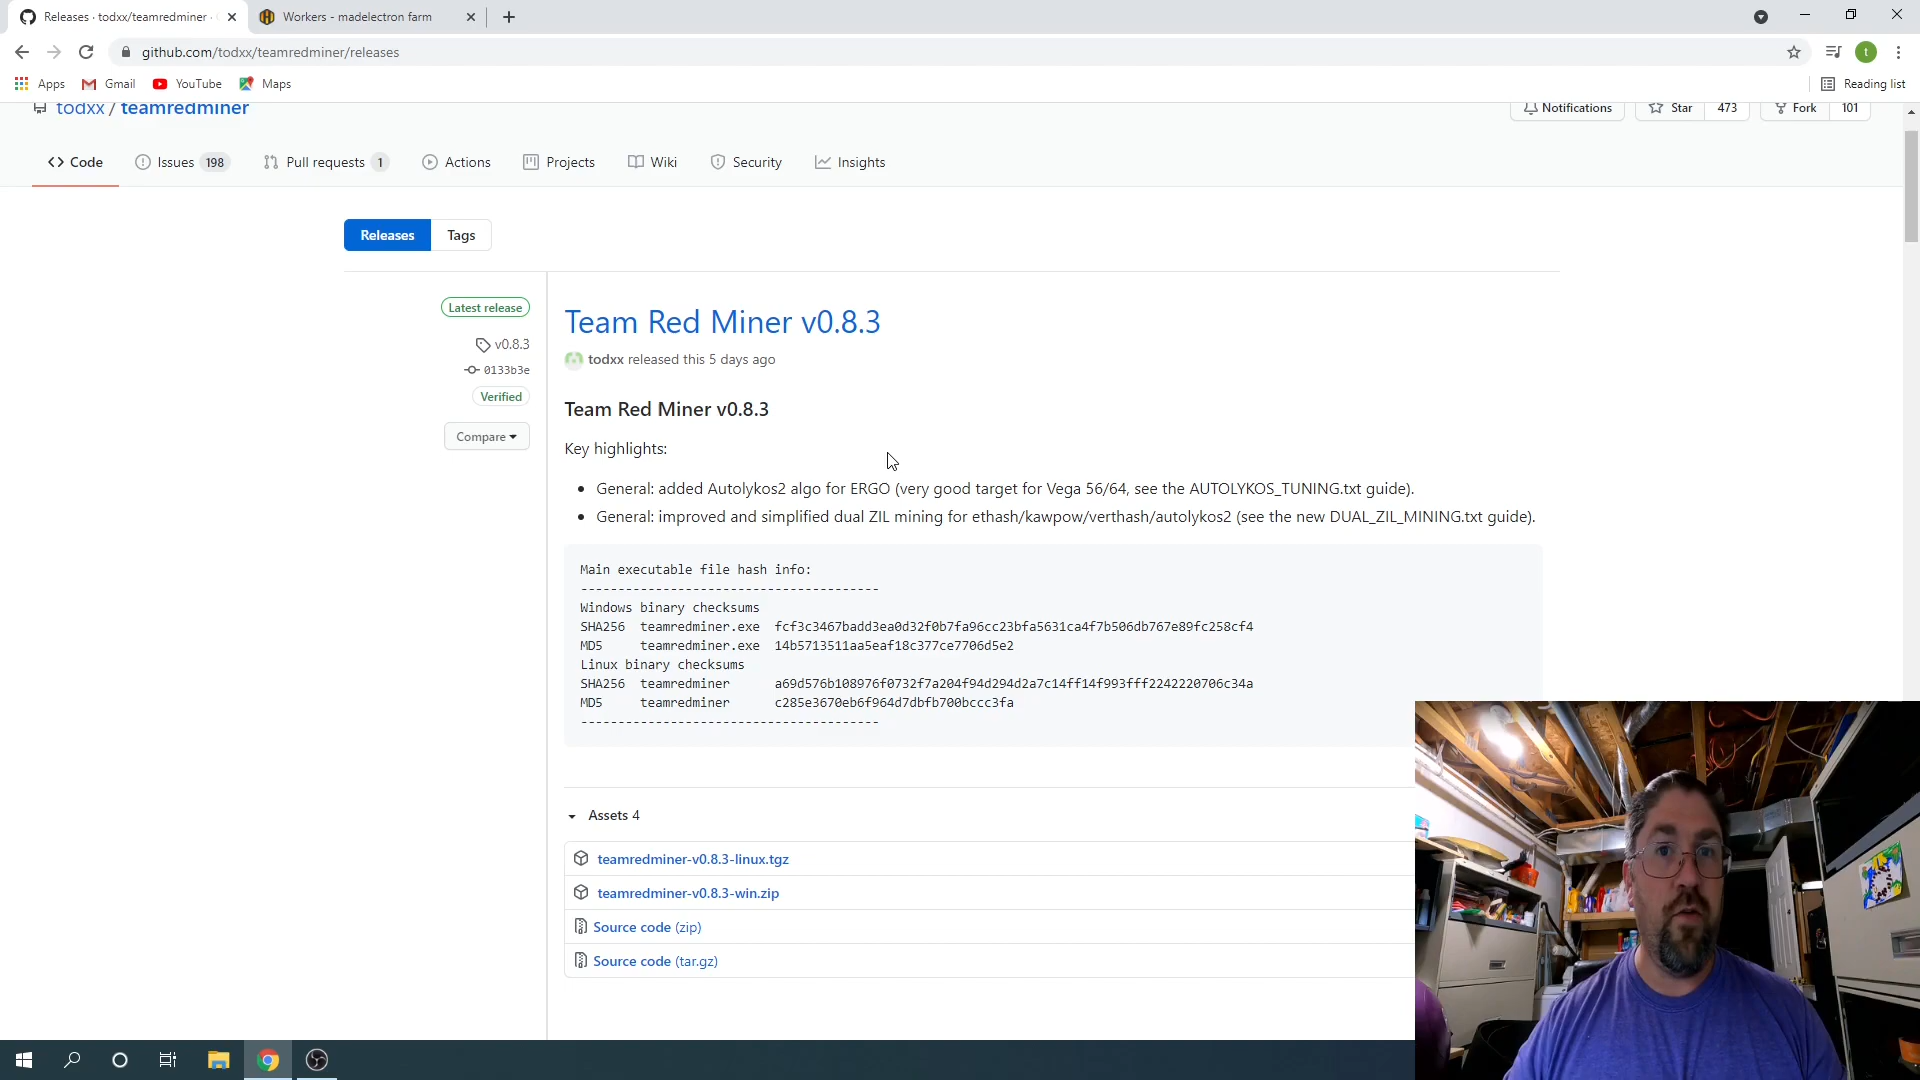 Releases · todxx/teamredminer ·
Workers - madelectron farm
github.com/todxx/teamredminer/releases
t
Apps
Gmail
YouTube
Maps
Reading list
todxx / teamredminer
Notifications
Star 473
Fork 101
Code
Issues 198
Pull requests 1
Actions
Projects
Wiki
Security
Insights
Releases
Tags
Latest release
v0.8.3
0133b3e
Verified
Compare
Team Red Miner v0.8.3
todxx released this 5 days ago
Team Red Miner v0.8.3
Key highlights:
• General: added Autolykos2 algo for ERGO (very good target for Vega 56/64, see the AUTOLYKOS_TUNING.txt guide).
• General: improved and simplified dual ZIL mining for ethash/kawpow/verthash/autolykos2 (see the new DUAL_ZIL_MINING.txt guide).
Main executable file hash info:
----------------------------------------
Windows binary checksums
SHA256 teamredminer.exe fcf3c3467badd3ea0d32f0b7fa96cc23bfa5631ca4f7b506db767e89fc258cf4
MD5 teamredminer.exe 14b5713511aa5eaf18c377ce7706d5e2
Linux binary checksums
SHA256 teamredminer a69d576b108976f0732f7a204f94d294d2a7c14ff14f993fff2242220706c34a
MD5 teamredminer c285e3670eb6f964d7dbfb700bccc3fa
----------------------------------------
Assets 4
teamredminer-v0.8.3-linux.tgz
teamredminer-v0.8.3-win.zip
Source code (zip)
Source code (tar.gz)